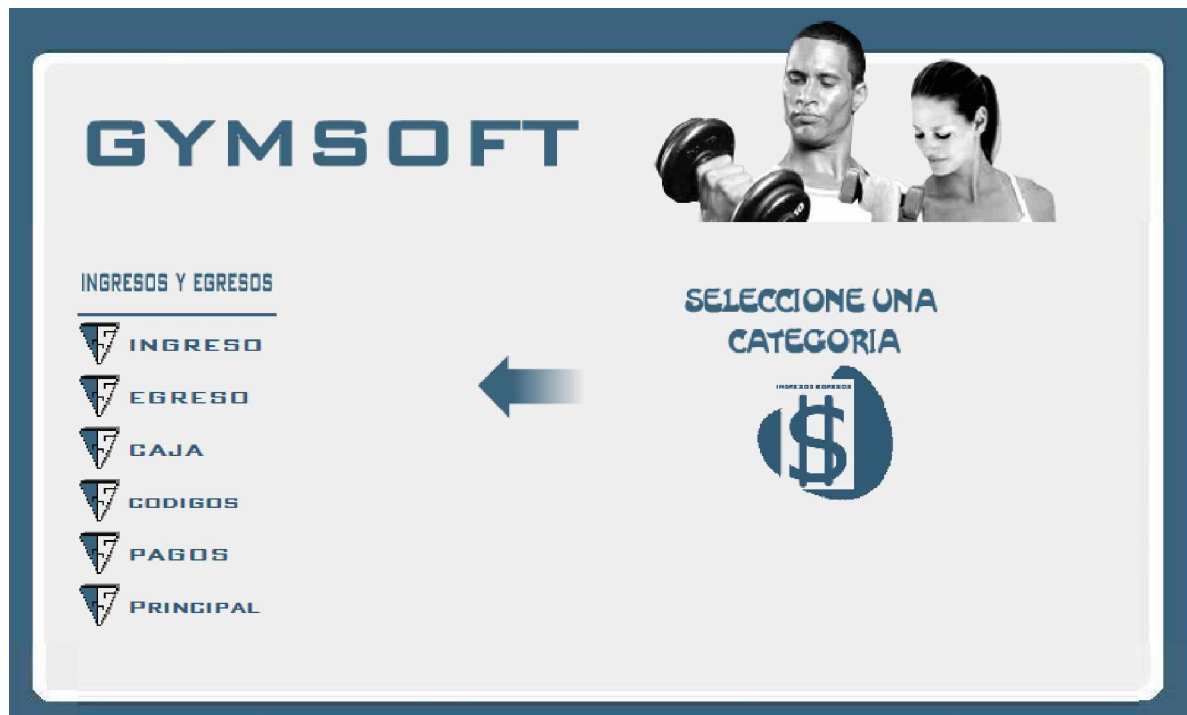 GYMSOFT
INGRESOS Y EGRESOS
INGRESO
EGRESO
CAJA
CODIGOS
PAGOS
PRINCIPAL
SELECCIONE UNA
CATEGORIA
INGRESOS EGRESOS
$